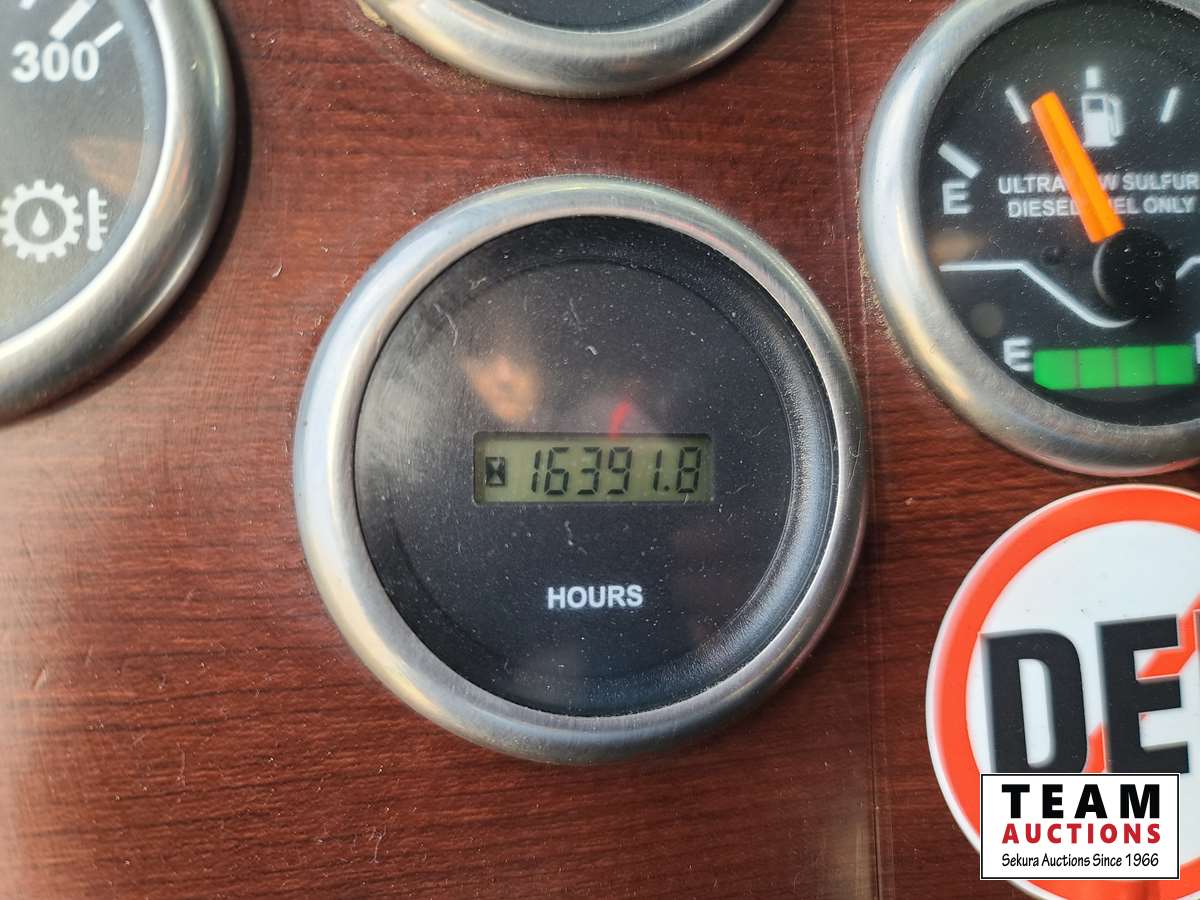 300
E
ULTRA LOW SULFUR
DIESEL FUEL ONLY
E
16391.8
HOURS
DE
TEAM
AUCTIONS
Sekura Auctions Since 1966